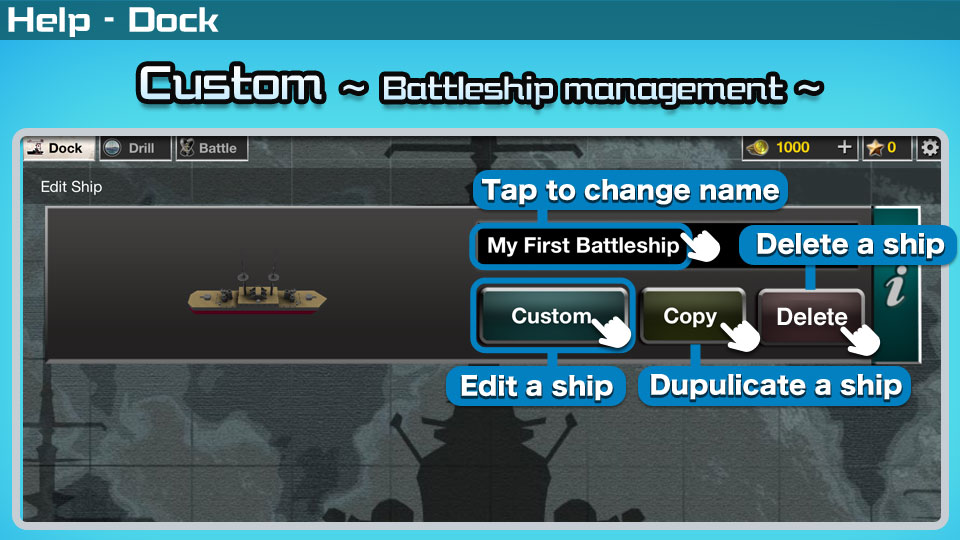 Help - Dock
Custom ~ Battleship management ~
Dock
Drill
Battle
1000 +
0
Edit Ship
Tap to change name
My First Battleship
Delete a ship
i
Custom
Copy
Delete
Edit a ship
Dupulicate a ship